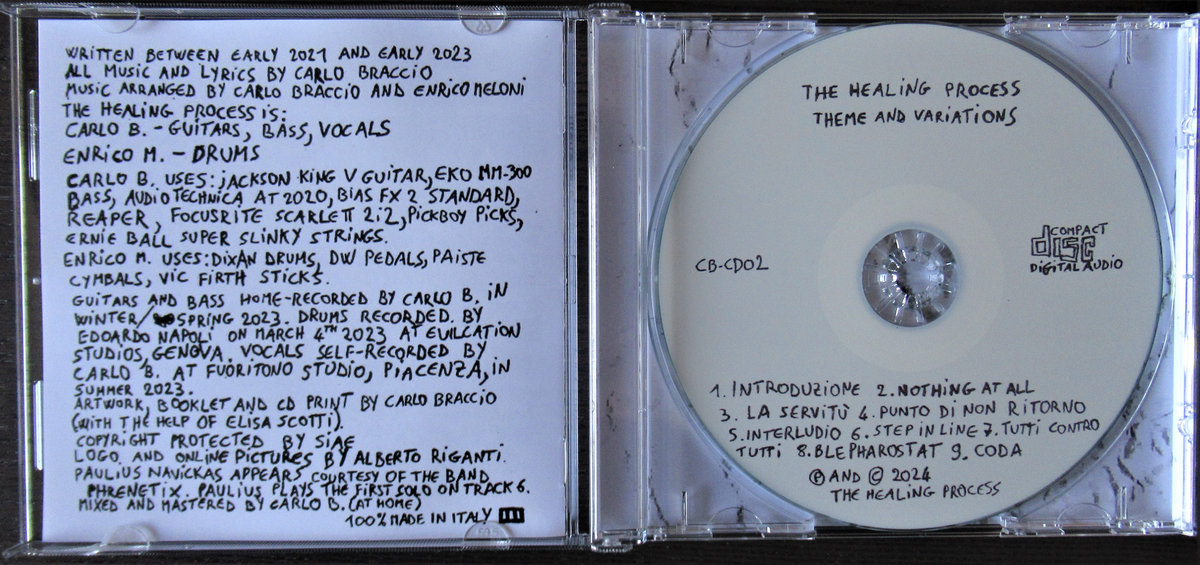 WRITTEN BETWEEN EARLY 2021 AND EARLY 2023
ALL MUSIC AND LYRICS BY CARLO BRACCIO
MUSIC ARRANGED BY CARLO BRACCIO AND ENRICO MELONI
THE HEALING PROCESS IS:
CARLO B. - GUITARS, BASS, VOCALS
ENRICO M. - DRUMS
CARLO B. USES: JACKSON KING V GUITAR, EKO MM-300
BASS, AUDIO TECHNICA AT 2020, BIAS FX 2 STANDARD,
REAPER, FOCUSRITE SCARLETT 2i2, PICKBOY PICKS,
ERNIE BALL SUPER SLINKY STRINGS.
ENRICO M. USES: DIXAN DRUMS, DW PEDALS, PAISTE
CYMBALS, VIC FIRTH STICKS.
GUITARS AND BASS HOME-RECORDED BY CARLO B. IN
WINTER/SPRING 2023. DRUMS RECORDED. BY
EDOARDO NAPOLI ON MARCH 4TH 2023 AT EVILCATION
STUDIOS, GENOVA. VOCALS SELF-RECORDED BY
CARLO B. AT FUORITONO STUDIO, PIACENZA, IN
SUMMER 2023.
ARTWORK, BOOKLET AND CD PRINT BY CARLO BRACCIO
(WITH THE HELP OF ELISA SCOTTI).
COPYRIGHT PROTECTED BY SIAE
LOGO AND ONLINE PICTURES BY ALBERTO RIGANTI.
PAULIUS NAVICKAS APPEARS COURTESY OF THE BAND
PHRENETIX. PAULIUS PLAYS THE FIRST SOLO ON TRACK 6.
MIXED AND MASTERED BY CARLO B. (AT HOME)
100% MADE IN ITALY
THE HEALING PROCESS
THEME AND VARIATIONS
CB-CD02
COMPACT
disc
DIGITAL AUDIO
1. INTRODUZIONE 2. NOTHING AT ALL
3. LA SERVITÙ 4. PUNTO DI NON RITORNO
5. INTERLUDIO 6. STEP IN LINE 7. TUTTI CONTRO
TUTTI 8. BLEPHAROSTAT 9. CODA
℗ AND © 2024
THE HEALING PROCESS